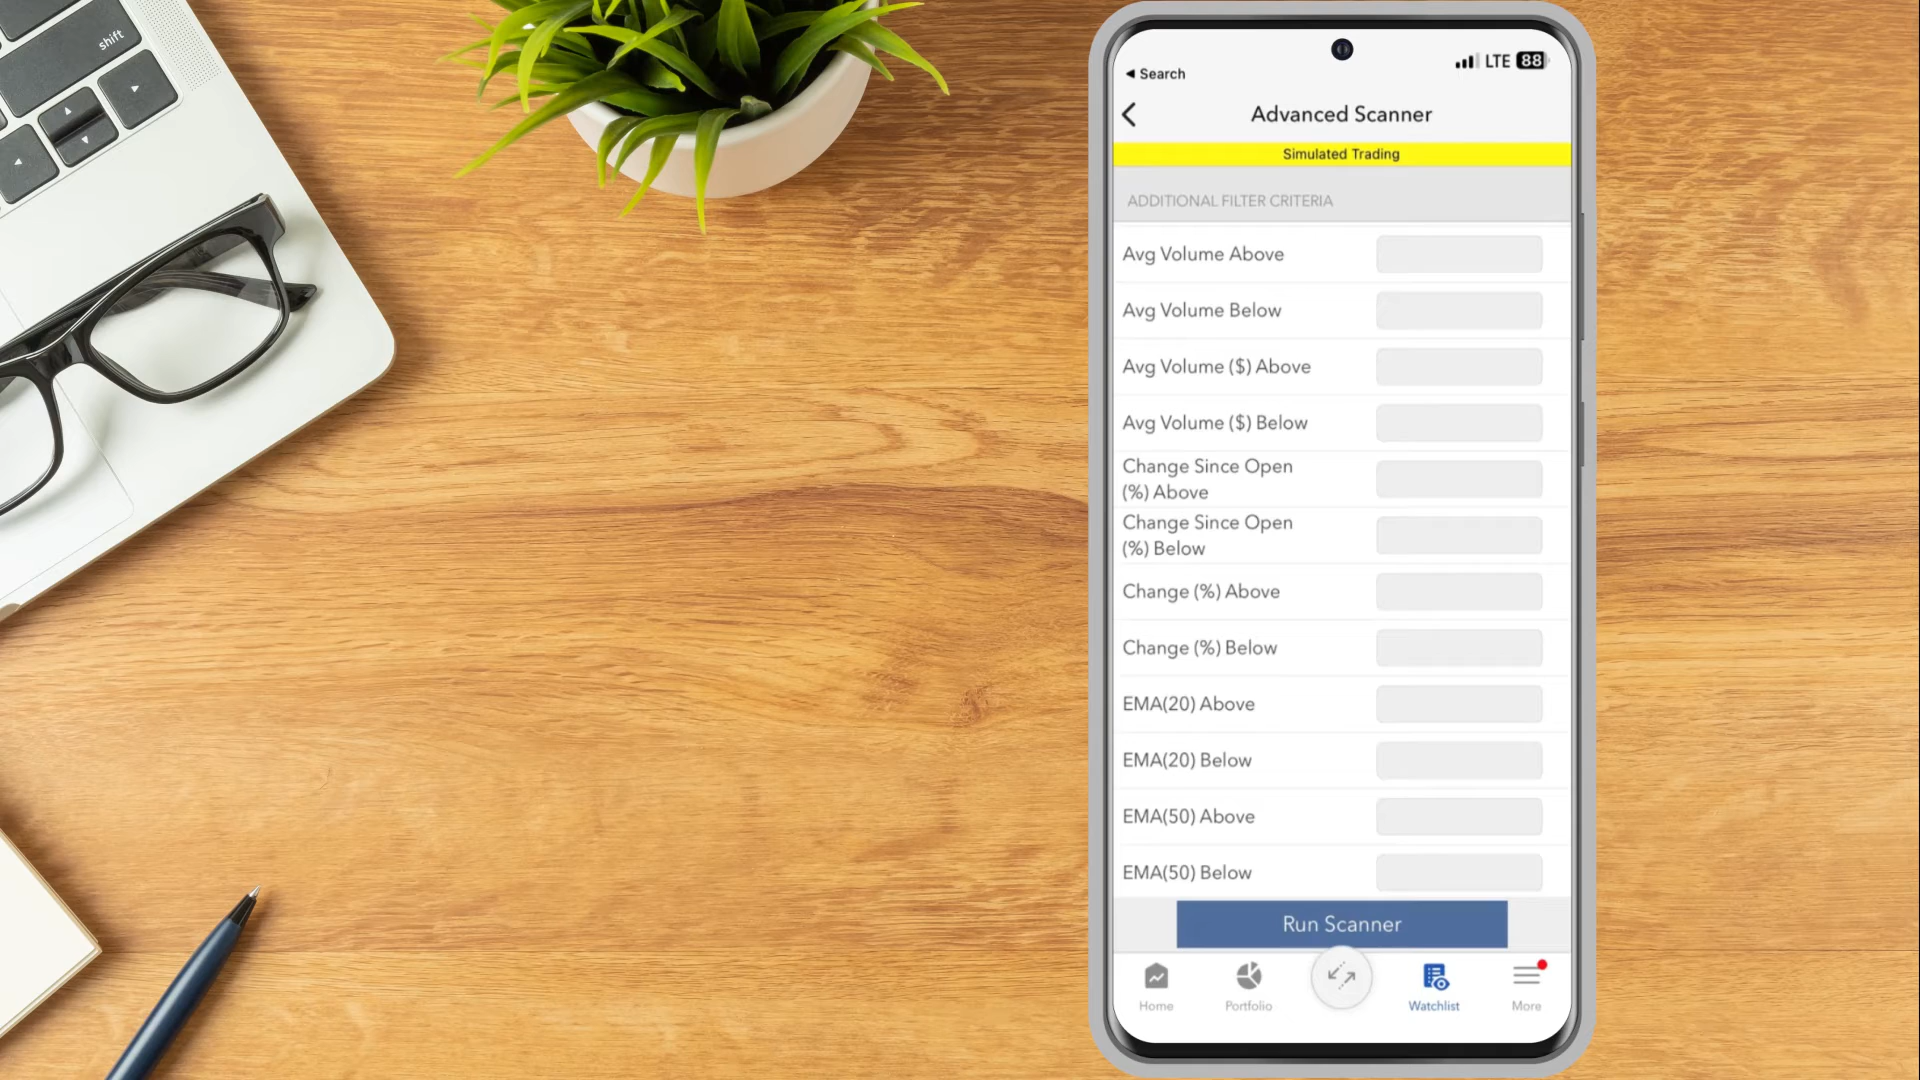 shift
Search
LTE 88
Advanced Scanner
Simulated Trading
ADDITIONAL FILTER CRITERIA
Avg Volume Above
Avg Volume Below
Avg Volume ($) Above
Avg Volume ($) Below
Change Since Open
(%) Above
Change Since Open
(%) Below
Change (%) Above
Change (%) Below
EMA(20) Above
EMA(20) Below
EMA(50) Above
EMA(50) Below
Run Scanner
Home
Portfolio
Watchlist
More